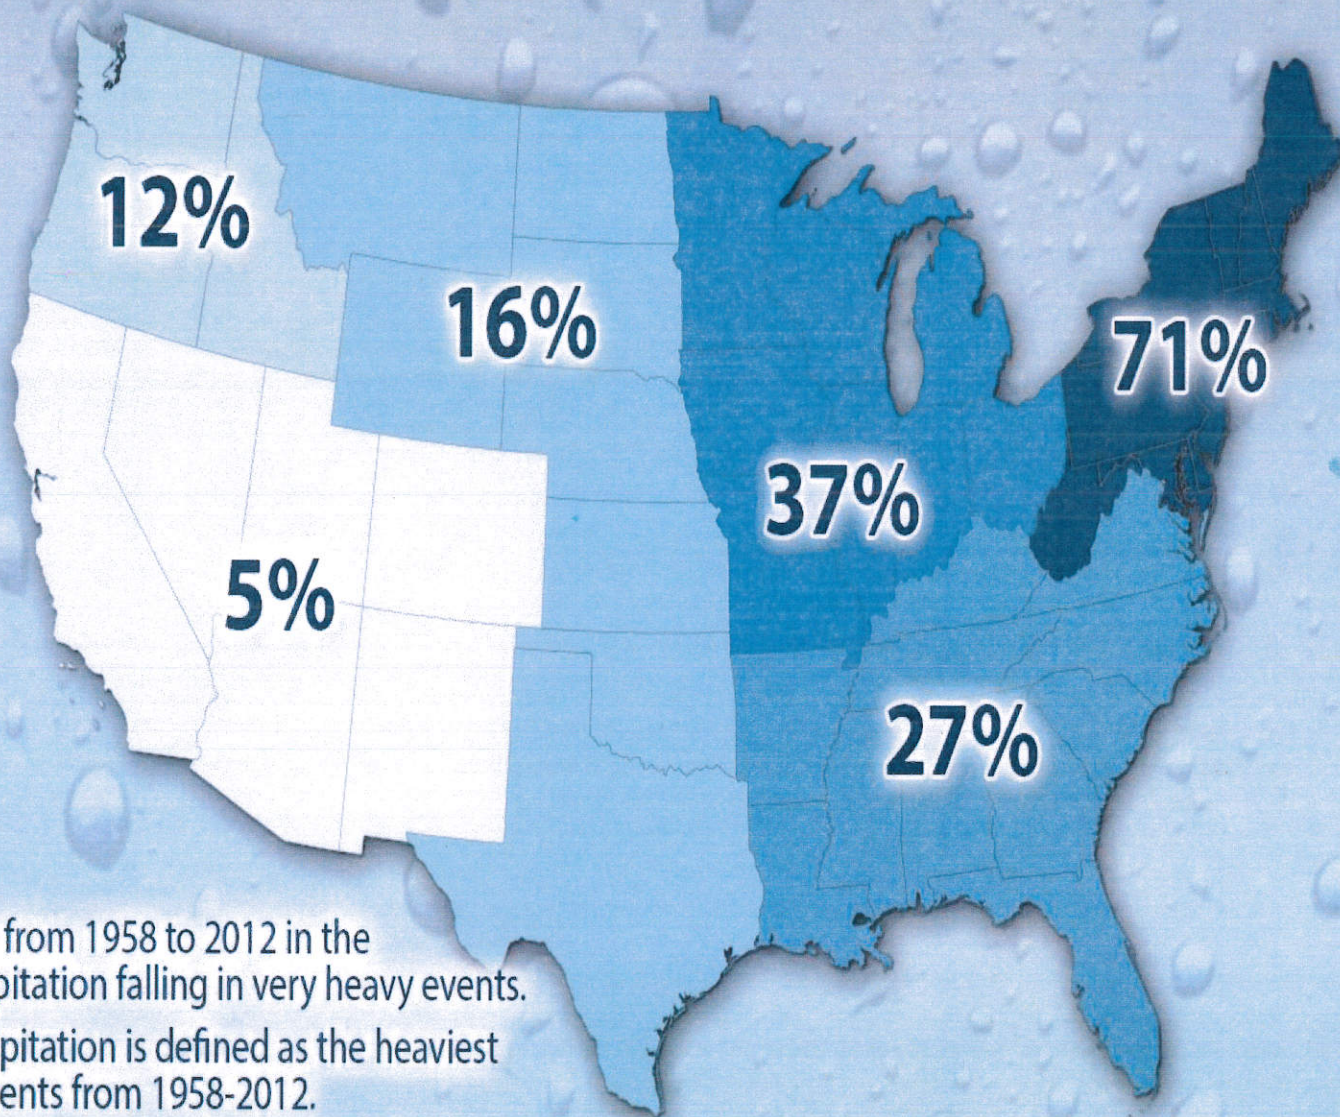 12%
16%
71%
37%
5%
27%
from 1958 to 2012 in the
pitation falling in very heavy events.
pitation is defined as the heaviest
ents from 1958-2012.